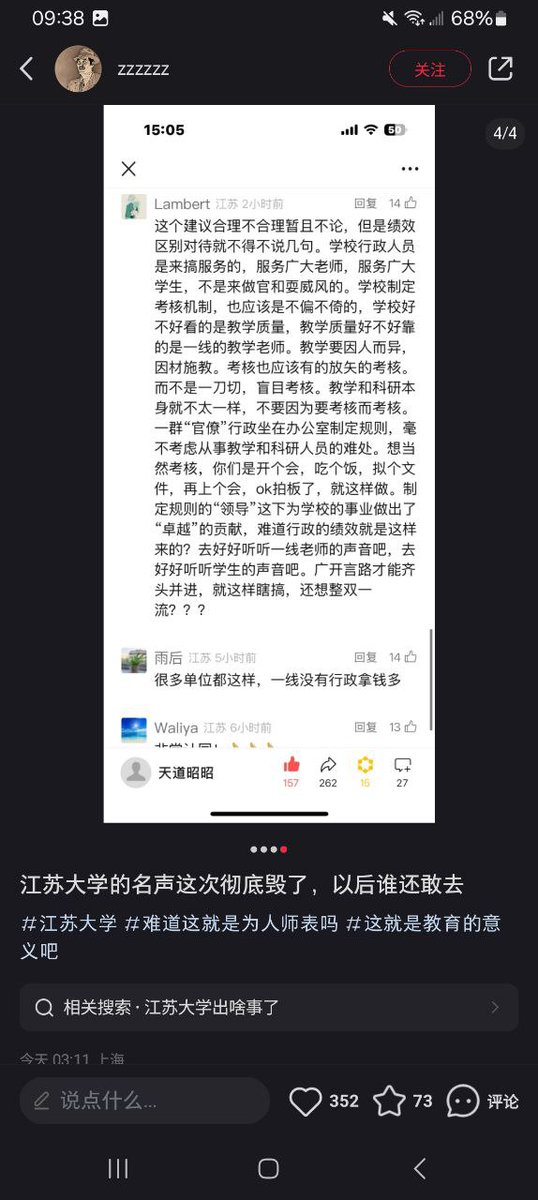 09:38
68%
zzzzzz
关注
15:05
50
4/4
Lambert 江苏 2小时前 回复 14
这个建议合理不合理暂且不论，但是绩效
区别对待就不得不说几句。学校行政人员
是来搞服务的，服务广大老师，服务广大
学生，不是来做官和耍威风的。学校制定
考核机制，也应该是不偏不倚的，学校好
不好看的是教学质量，教学质量好不好靠
的是一线的教学老师。教学要因人而异，
因材施教。考核也应该有的放矢的考核。
而不是一刀切，盲目考核。教学和科研本
身就不太一样，不要因为要考核而考核。
一群“官僚”行政坐在办公室制定规则，毫
不考虑从事教学和科研人员的难处。想当
然考核，你们是开个会，吃个饭，拟个文
件，再上个会，ok拍板了，就这样做。制
定规则的“领导”这下为学校的事业做出了
“卓越”的贡献，难道行政的绩效就是这样
来的？去好好听听一线老师的声音吧，去
好好听听学生的声音吧。广开言路才能齐
头并进，就这样瞎搞，还想整双一
流？？？
雨后 江苏 5小时前 回复 14
很多单位都这样，一线没有行政拿钱多
Waliya 江苏 6小时前 回复 13
天道昭昭
157
262
15
27
江苏大学的名声这次彻底毁了，以后谁还敢去
#江苏大学 #难道这就是为人师表吗 #这就是教育的意
义吧
相关搜索·江苏大学出啥事了
今天 03:11 上海
说点什么...
352
73
评论